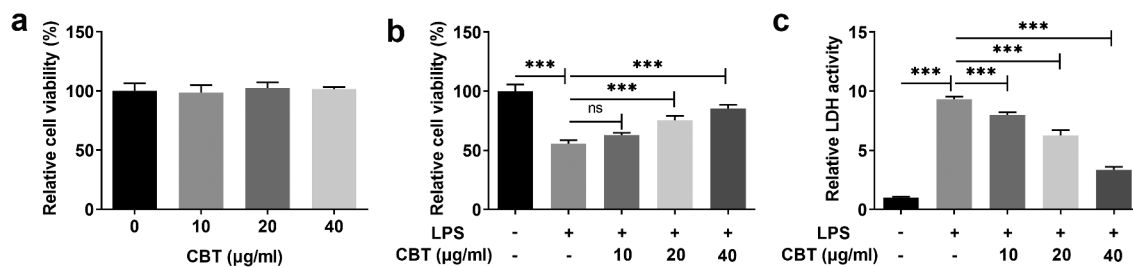 a
Relative cell viability (%)
150
100
50
0
0 10 20 40
CBT (μg/ml)
b
Relative cell viability (%)
150
100
50
0
***
***
***
ns
LPS - + + + +
CBT (μg/ml) - - 10 20 40
c
Relative LDH activity
15
10
5
0
***
***
*** ***
LPS - + + + +
CBT (μg/ml) - - 10 20 40